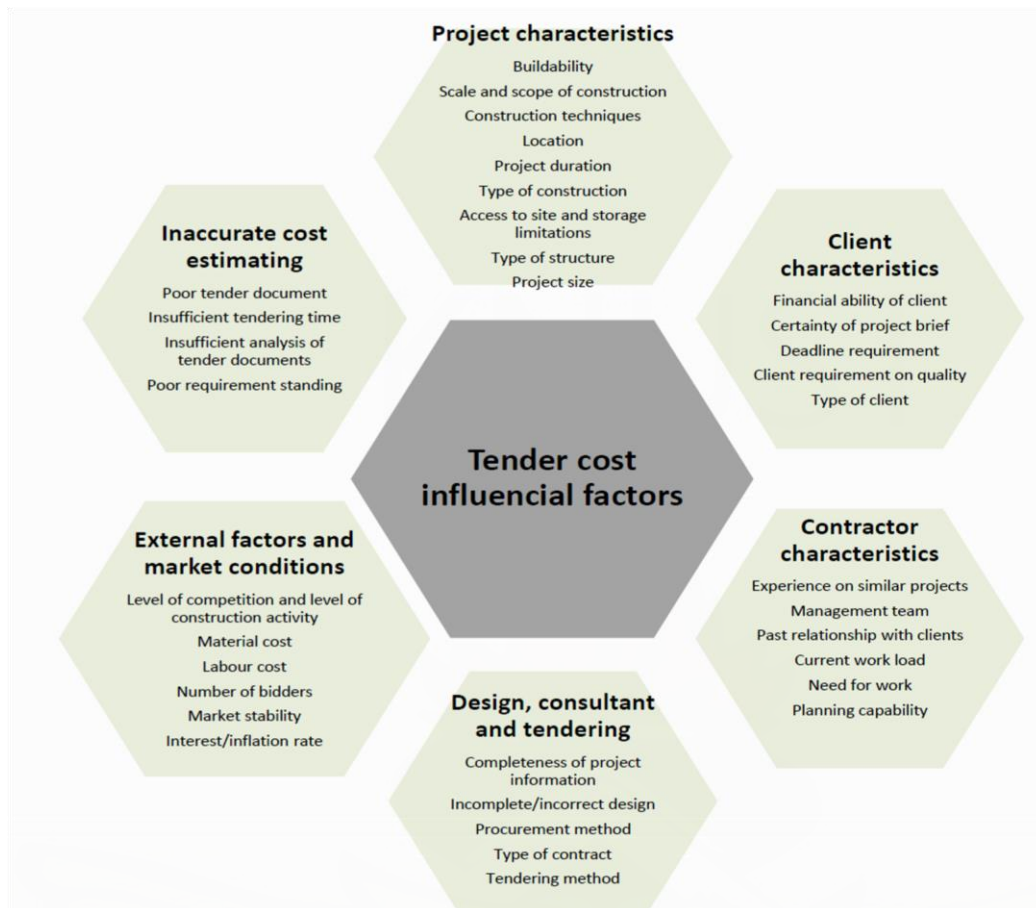 Project characteristics
Buildability
Scale and scope of construction
Construction techniques
Location
Project duration
Type of construction
Access to site and storage
limitations
Type of structure
Project size
Inaccurate cost
estimating
Poor tender document
Insufficient tendering time
Insufficient analysis of
tender documents
Poor requirement standing
Client
characteristics
Financial ability of client
Certainty of project brief
Deadline requirement
Client requirement on quality
Type of client
Tender cost
influencial factors
External factors and
market conditions
Level of competition and level of
construction activity
Material cost
Labour cost
Number of bidders
Market stability
Interest/inflation rate
Contractor
characteristics
Experience on similar projects
Management team
Past relationship with clients
Current work load
Need for work
Planning capability
Design, consultant
and tendering
Completeness of project
information
Incomplete/incorrect design
Procurement method
Type of contract
Tendering method